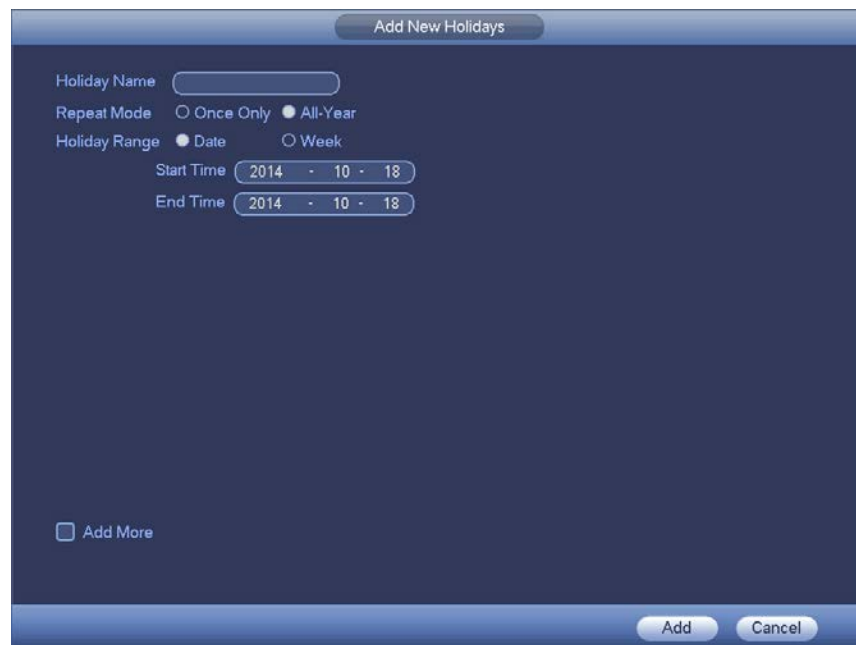 Add New Holidays
Holiday Name
Repeat Mode Once Only All-Year
Holiday Range Date Week
Start Time 2014 - 10 - 18
End Time 2014 - 10 - 18
Add More
Add Cancel